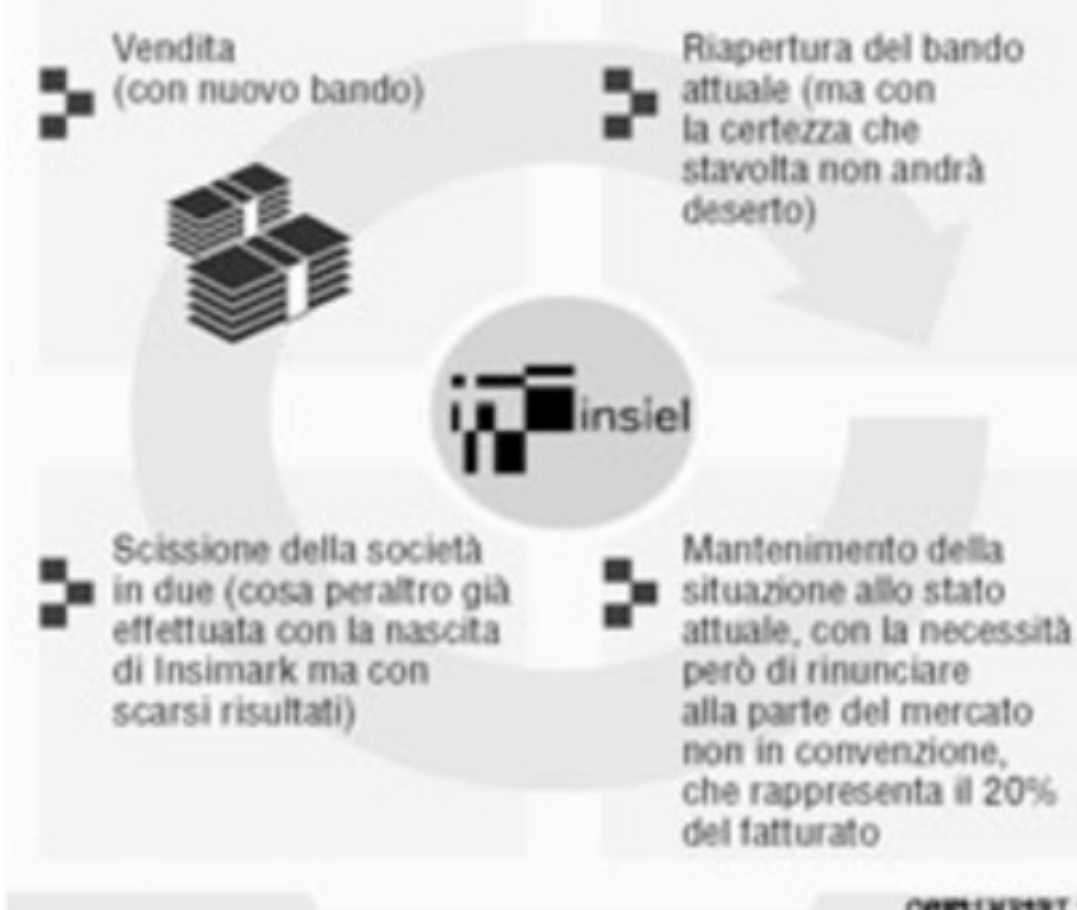 Vendita
(con nuovo bando)
Riapertura del bando
attuale (ma con
la certezza che
stavolta non andrà
deserto)
insiel
Scissione della società
in due (cosa peraltro già
effettuata con la nascita
di Insimark ma con
scarsi risultati)
Mantenimento della
situazione allo stato
attuale, con la necessità
però di rinunciare
alla parte del mercato
non in convenzione,
che rappresenta il 20%
del fatturato